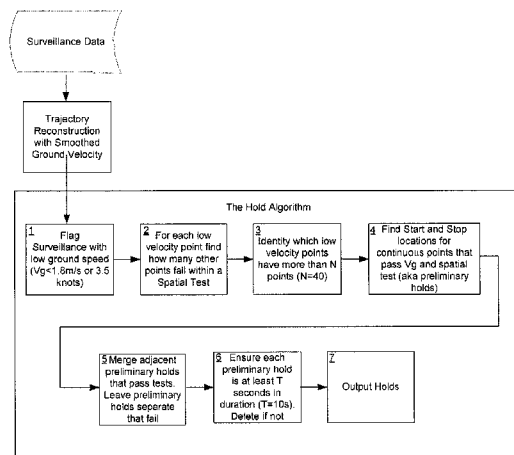 Surveillance Data
Trajectory
Reconstruction
with Smoothed
Ground Velocity
The Hold Algorithm
1
Flag
Surveillance with
low ground speed
(Vg<1.8m/s or 3.5
knots)
2
For each low
velocity point find
how many other
points fall within a
Spatial Test
3
Identity which low
velocity points
have more than N
points (N=40)
4
Find Start and Stop
locations for
continuous points that
pass Vg and spatial
test (aka preliminary
holds)
5 Merge adjacent
preliminary holds
that pass tests.
Leave preliminary
holds separate
that fail
6
Ensure each
preliminary hold
is at least T
seconds in
duration (T=10s).
Delete if not
7
Output Holds